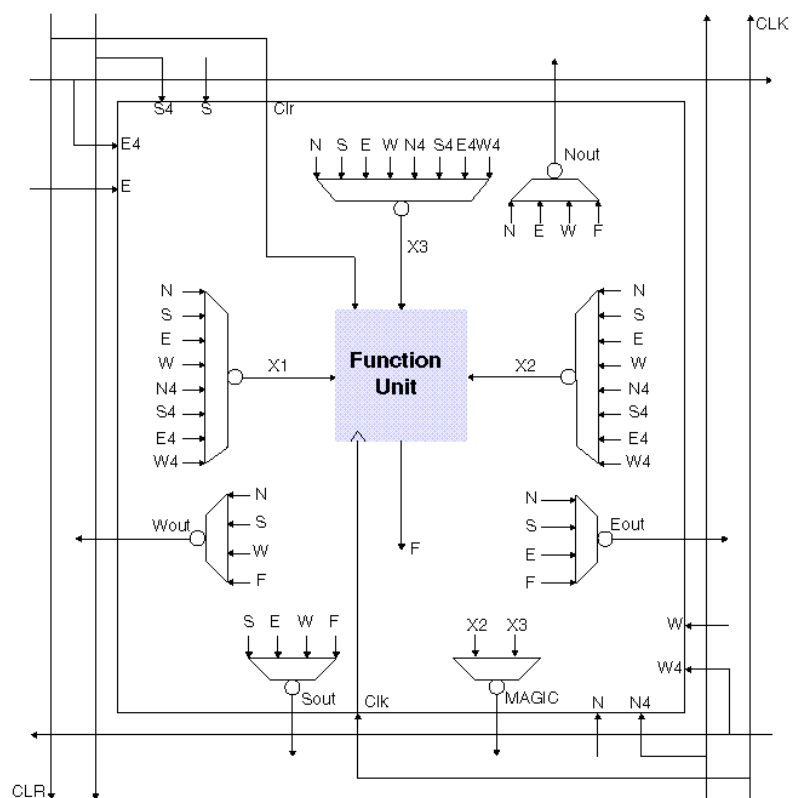 CLK
S4 S Clr
E4
E
N S E W N4 S4 E4 W4
Nout
N E W F
X3
N
S
E
W
N4
S4
E4
W4
X1
Function
Unit
X2
N
S
E
W
N4
S4
E4
W4
Wout
N
S
W
F
F
N
S
E
F
Eout
S E W F
Sout
Clk
X2 X3
MAGIC
W
W4
N N4
CLR